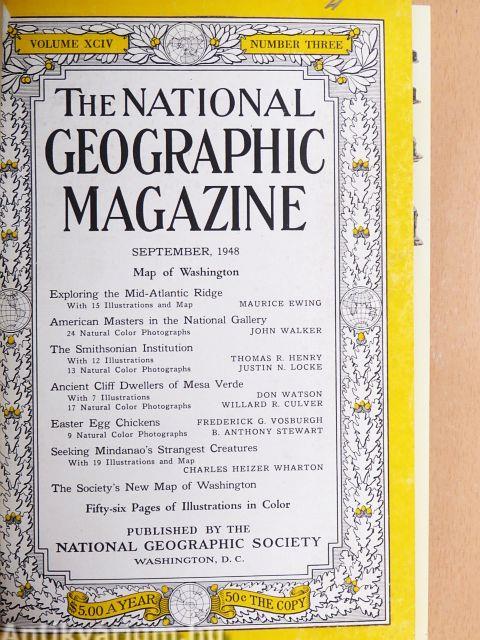 VOLUME XCIV NUMBER THREE
THE NATIONAL
GEOGRAPHIC
MAGAZINE
SEPTEMBER, 1948
Map of Washington
Exploring the Mid-Atlantic Ridge
With 15 Illustrations and Map MAURICE EWING
American Masters in the National Gallery
24 Natural Color Photographs JOHN WALKER
The Smithsonian Institution
With 12 Illustrations THOMAS R. HENRY
13 Natural Color Photographs JUSTIN N. LOCKE
Ancient Cliff Dwellers of Mesa Verde
With 7 Illustrations DON WATSON
17 Natural Color Photographs WILLARD R. CULVER
Easter Egg Chickens FREDERICK G. VOSBURGH
9 Natural Color Photographs B. ANTHONY STEWART
Seeking Mindanao's Strangest Creatures
With 19 Illustrations and Map
CHARLES HEIZER WHARTON
The Society's New Map of Washington
Fifty-six Pages of Illustrations in Color
PUBLISHED BY THE
NATIONAL GEOGRAPHIC SOCIETY
WASHINGTON, D. C.
$5.00 A YEAR 50¢ THE COPY